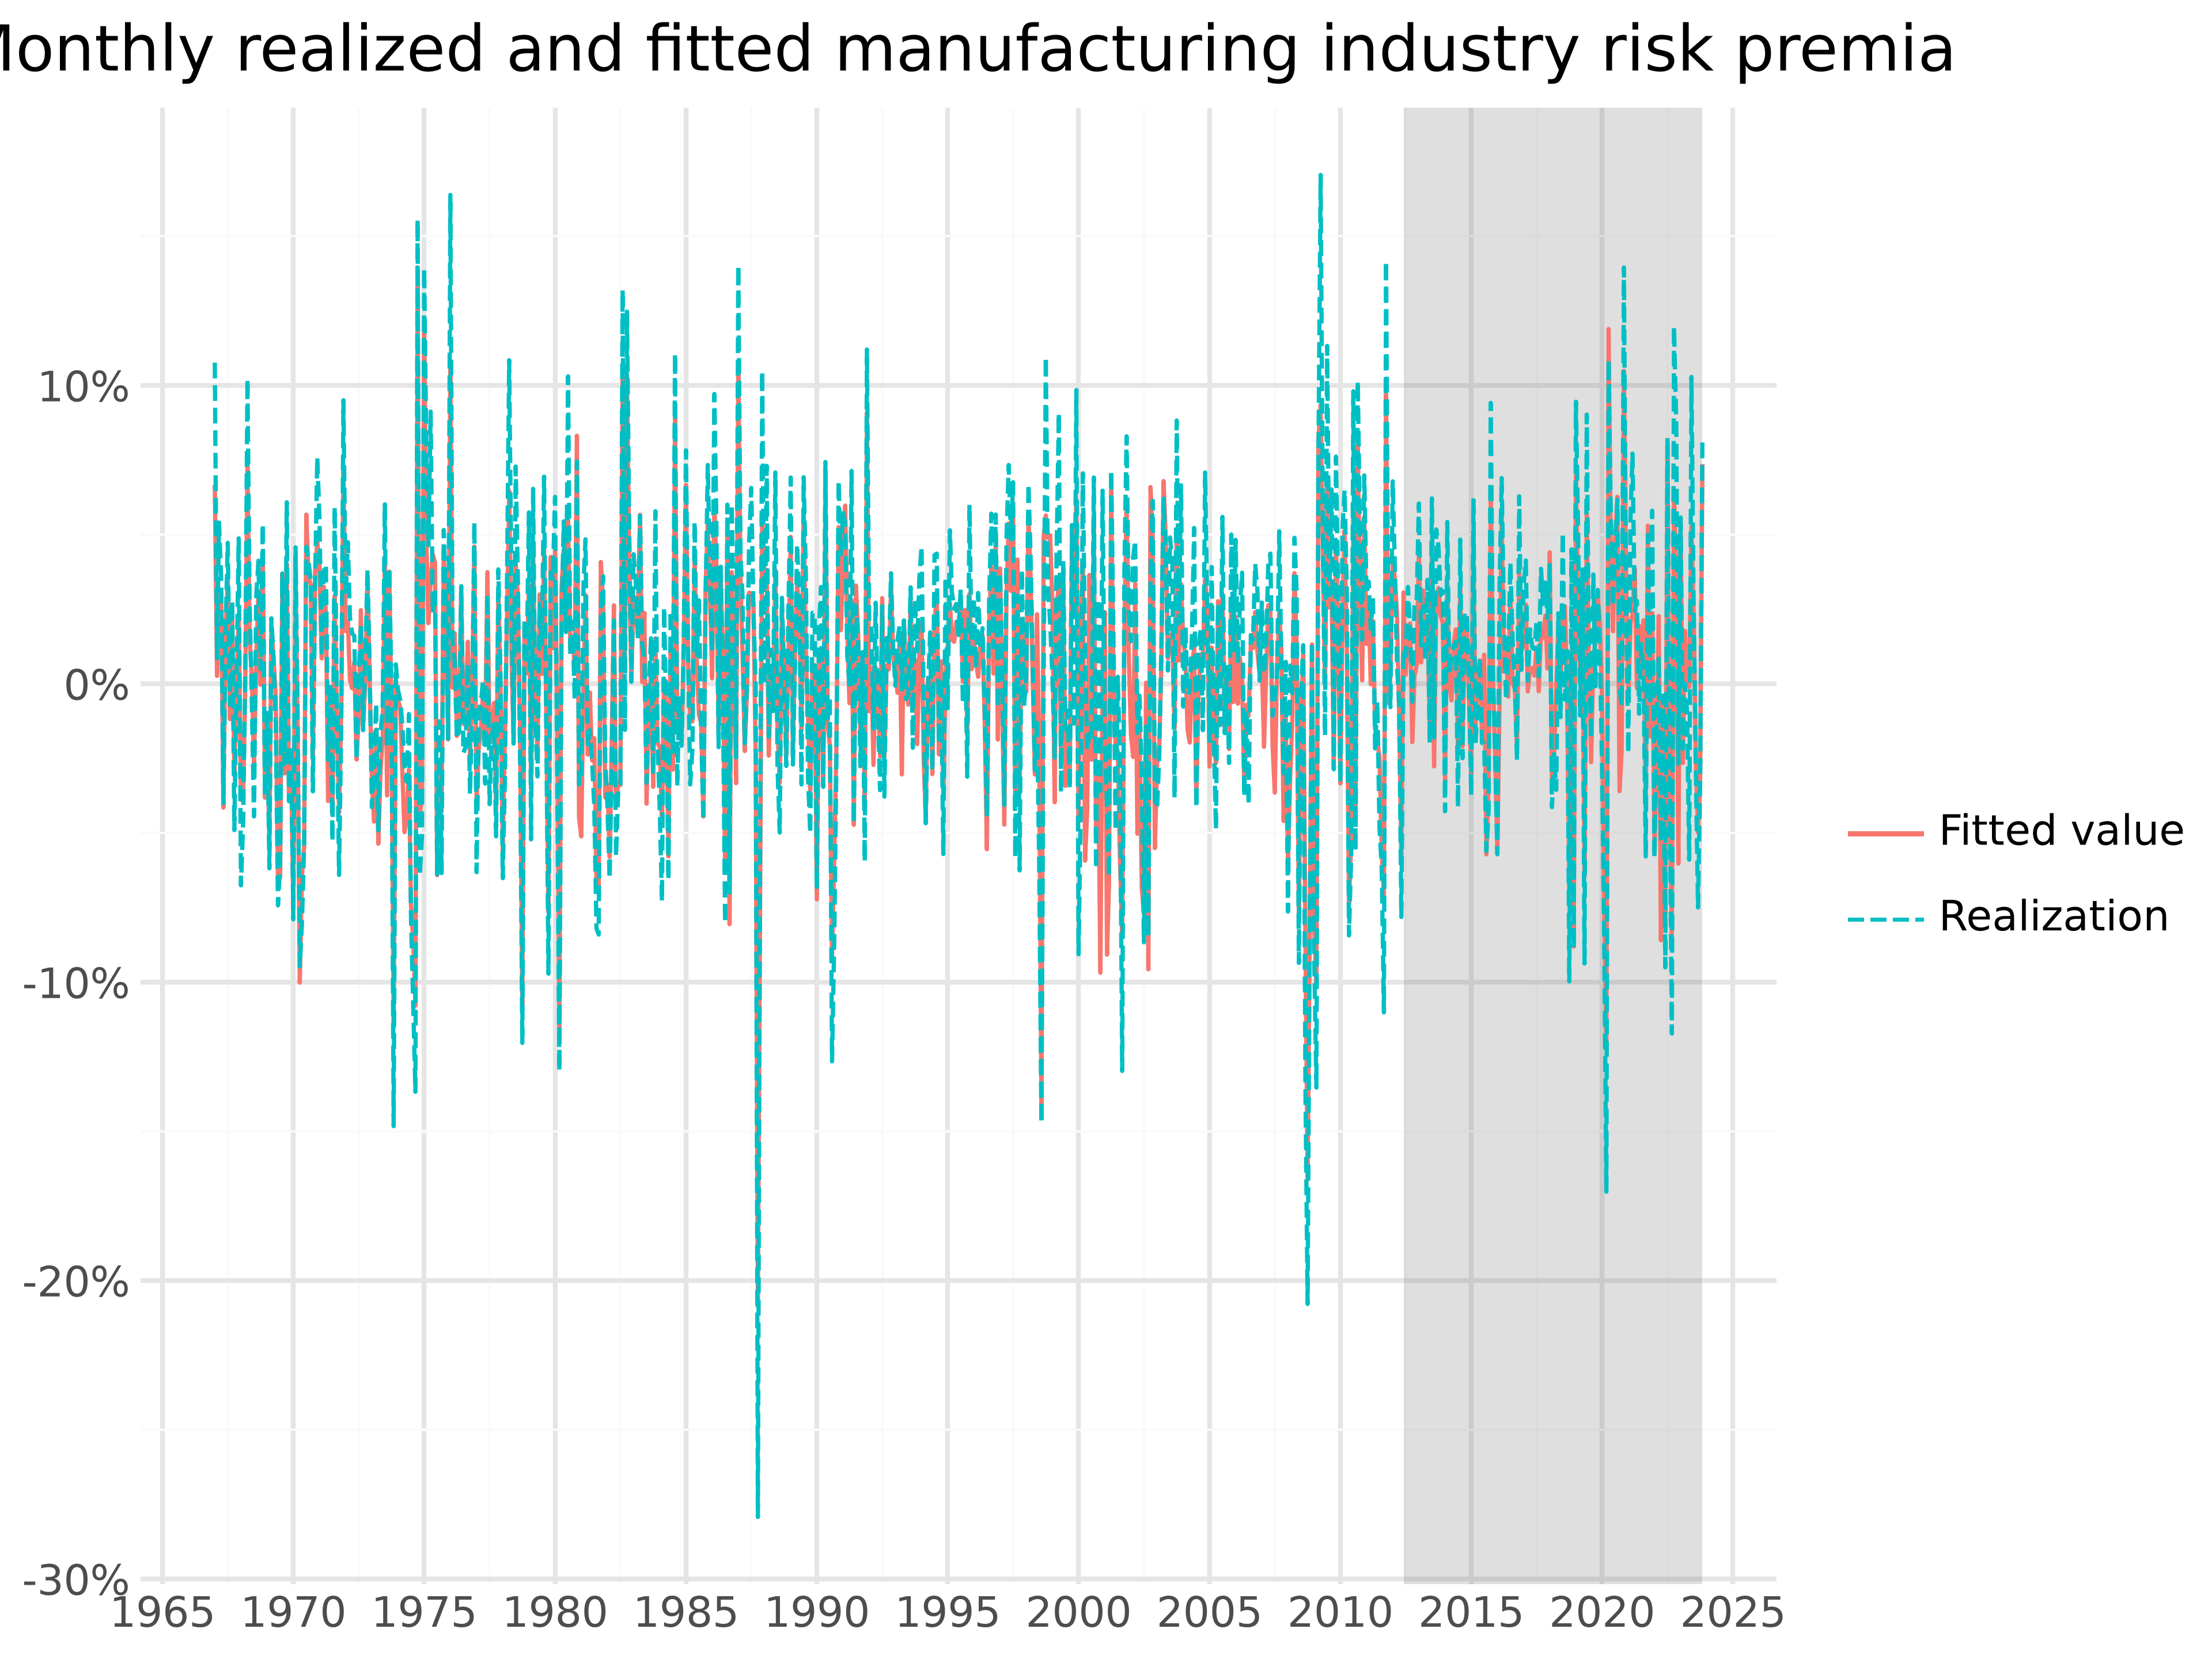 lonthly realized and fitted manufacturing industry risk premia
10%
0%
-10%
-20%
-30%
1965 1970 1975 1980 1985 1990 1995 2000 2005 2010 2015 2020 2025
Fitted value
Realization